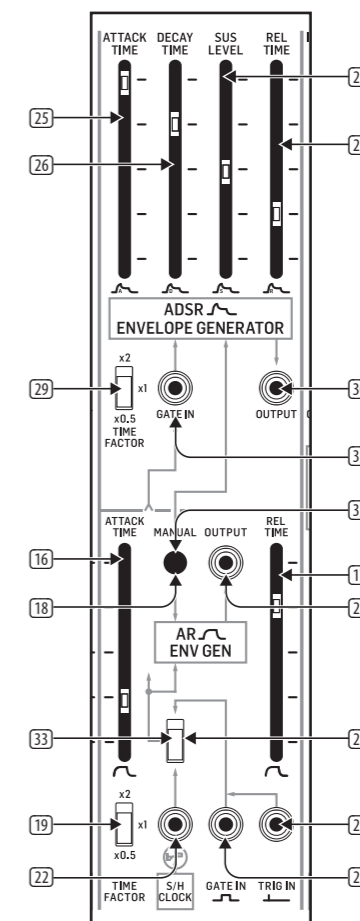 ATTACK DECAY SUS REL
TIME TIME LEVEL TIME
25
26
A D S R
ADSR
ENVELOPE GENERATOR
x2
29 x1
x0.5 GATE IN OUTPUT
TIME
FACTOR
ATTACK REL
TIME MANUAL OUTPUT TIME
16
18
AR
ENV GEN
33
x2
19 x1
x0.5
22
TIME S/H GATE IN TRIG IN
FACTOR CLOCK